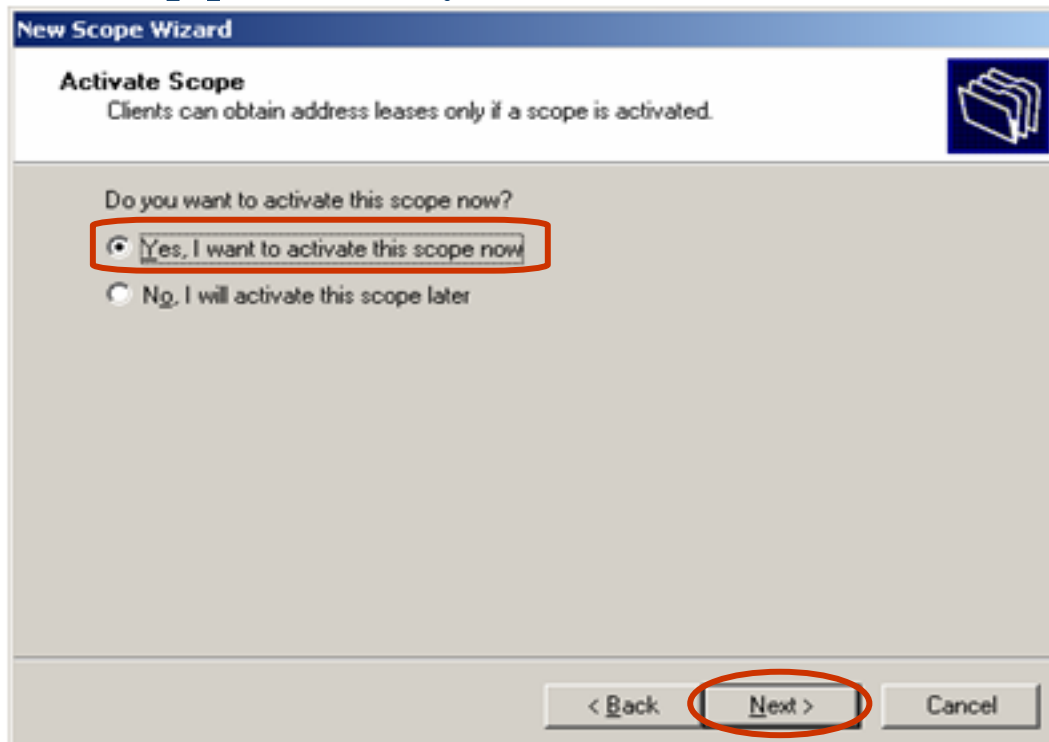 New Scope Wizard
Activate Scope
Clients can obtain address leases only if a scope is activated.
Do you want to activate this scope now?
Yes, I want to activate this scope now
No, I will activate this scope later
< Back
Next >
Cancel